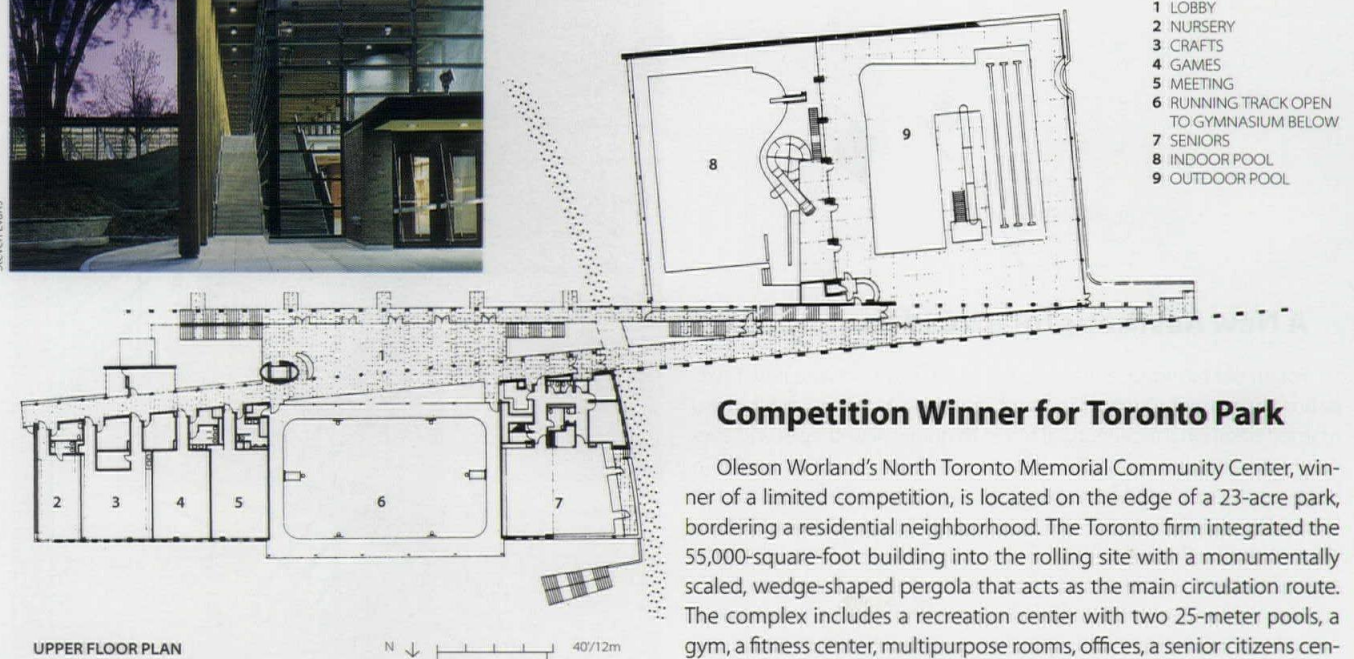 Steven Evans
1 LOBBY
2 NURSERY
3 CRAFTS
4 GAMES
5 MEETING
6 RUNNING TRACK OPEN
TO GYMNASIUM BELOW
7 SENIORS
8 INDOOR POOL
9 OUTDOOR POOL
8
9
1
2
3
4
5
6
7
UPPER FLOOR PLAN
N
40'/12m
Competition Winner for Toronto Park
Oleson Worland's North Toronto Memorial Community Center, win-
ner of a limited competition, is located on the edge of a 23-acre park,
bordering a residential neighborhood. The Toronto firm integrated the
55,000-square-foot building into the rolling site with a monumentally
scaled, wedge-shaped pergola that acts as the main circulation route.
The complex includes a recreation center with two 25-meter pools, a
gym, a fitness center, multipurpose rooms, offices, a senior citizens cen-